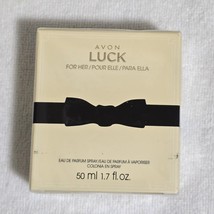 AVON
LUCK
FOR HER / POUR ELLE / PARA ELLA
EAU DE PARFUM SPRAY/EAU DE PARFUM À VAPORISER
COLONIA EN SPRAY
50 ml 1.7 fl. oz.